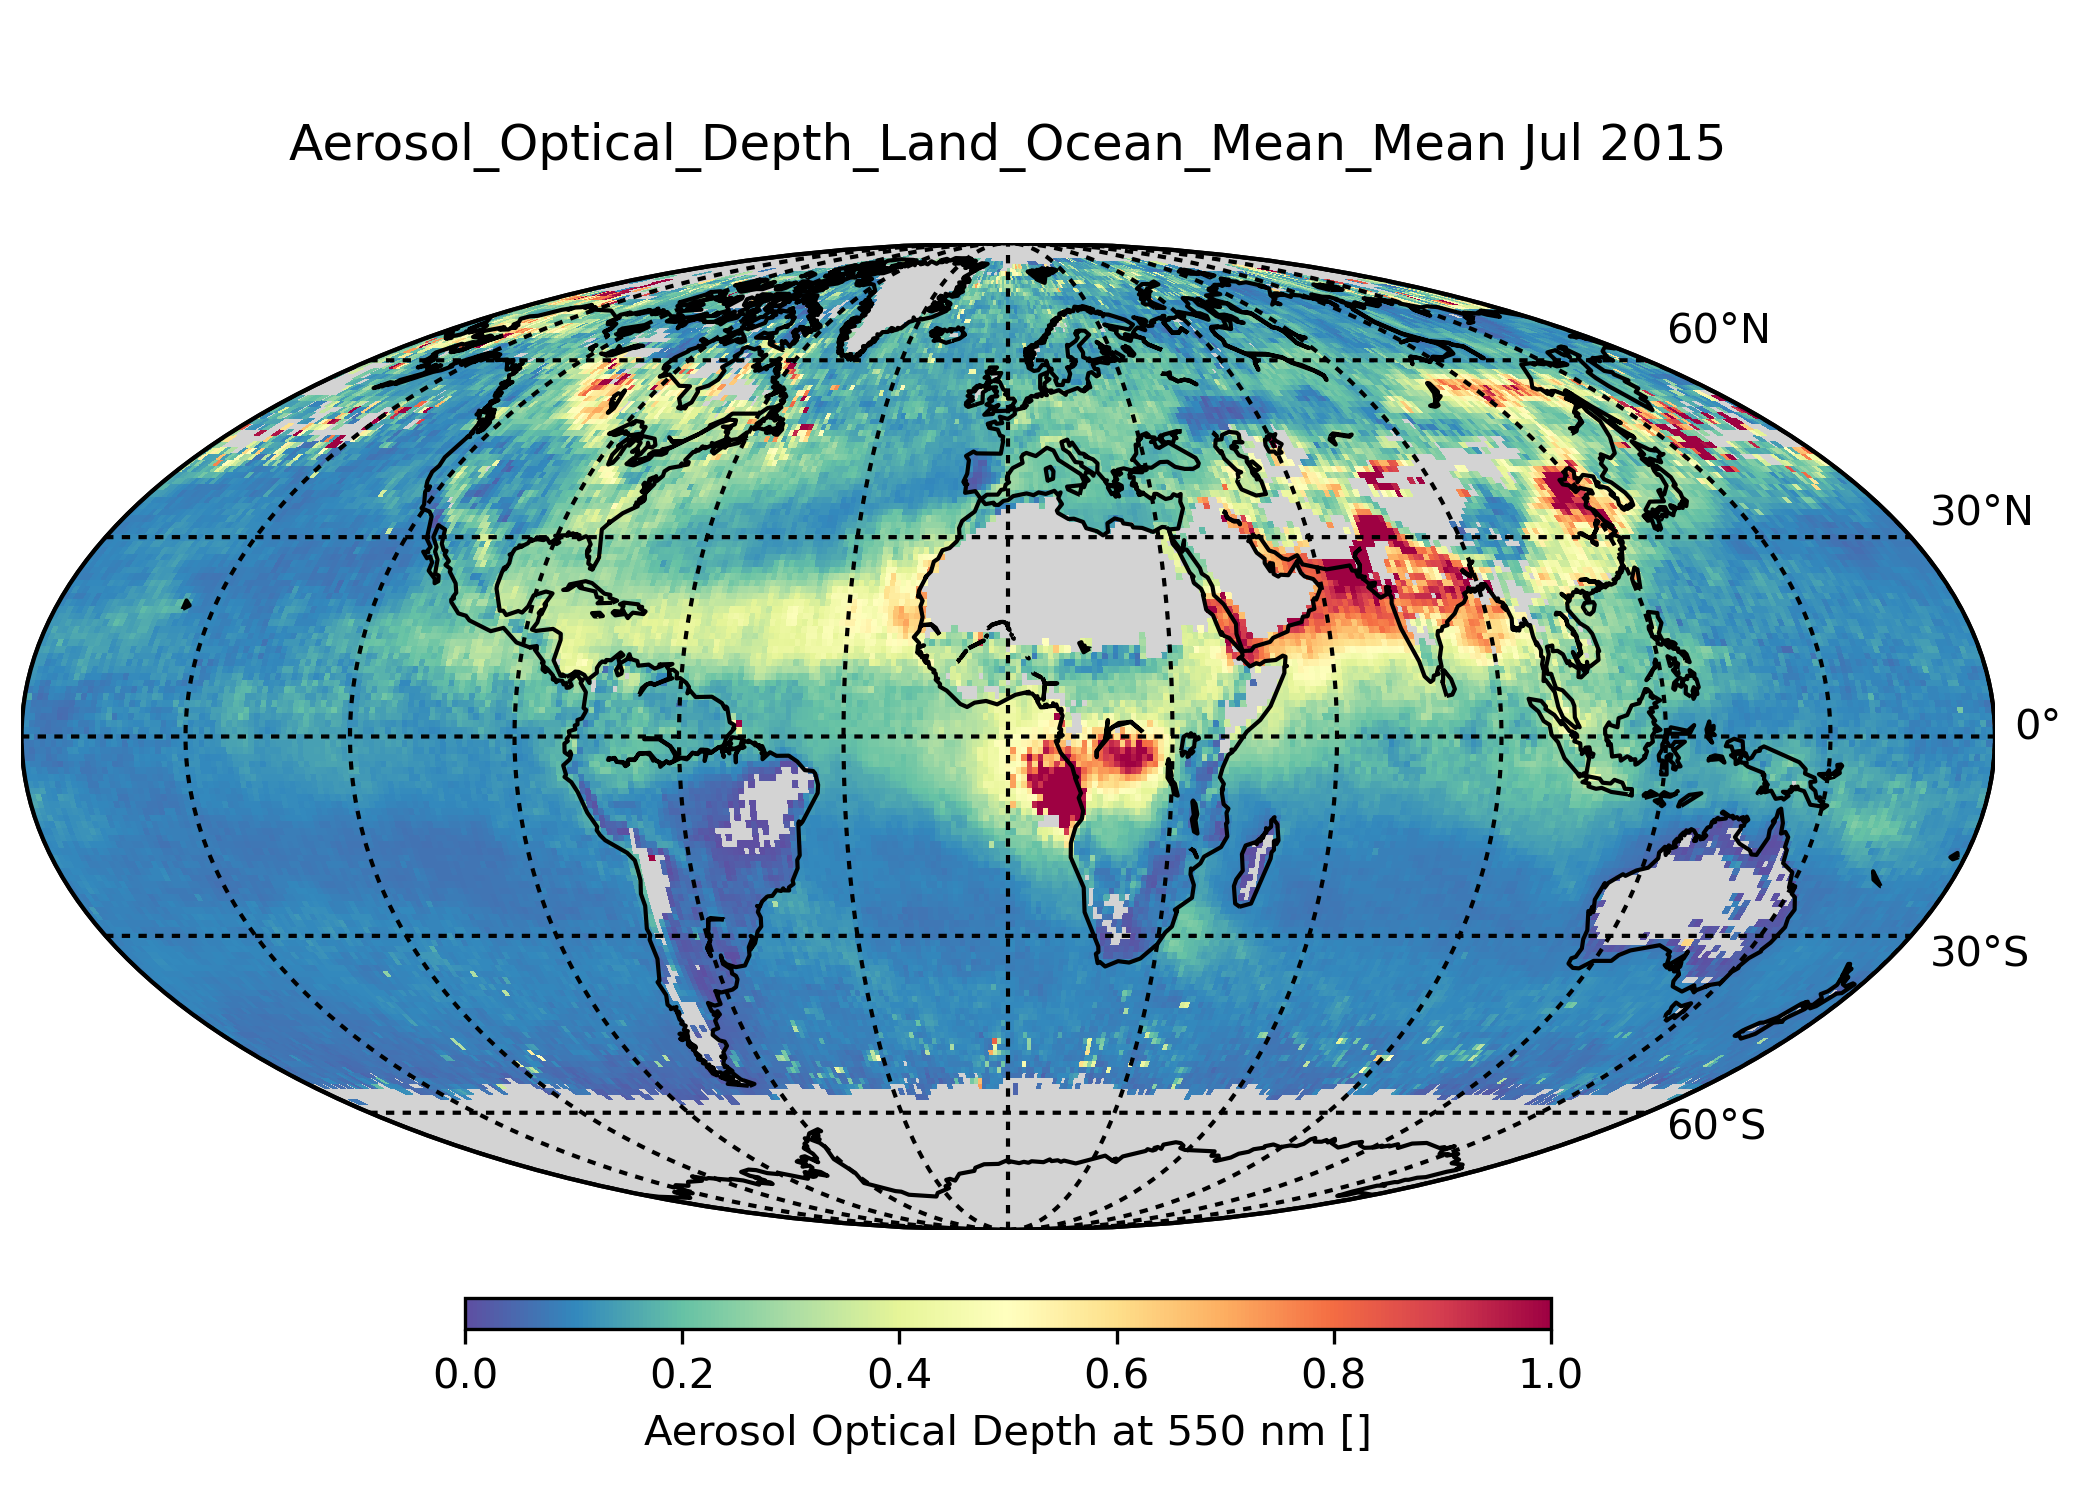 Aerosol_Optical_Depth_Land_Ocean_Mean_Mean Jul 2015
60°N
30°N
0°
30°S
60°S
0.0 0.2 0.4 0.6 0.8 1.0
Aerosol Optical Depth at 550 nm []